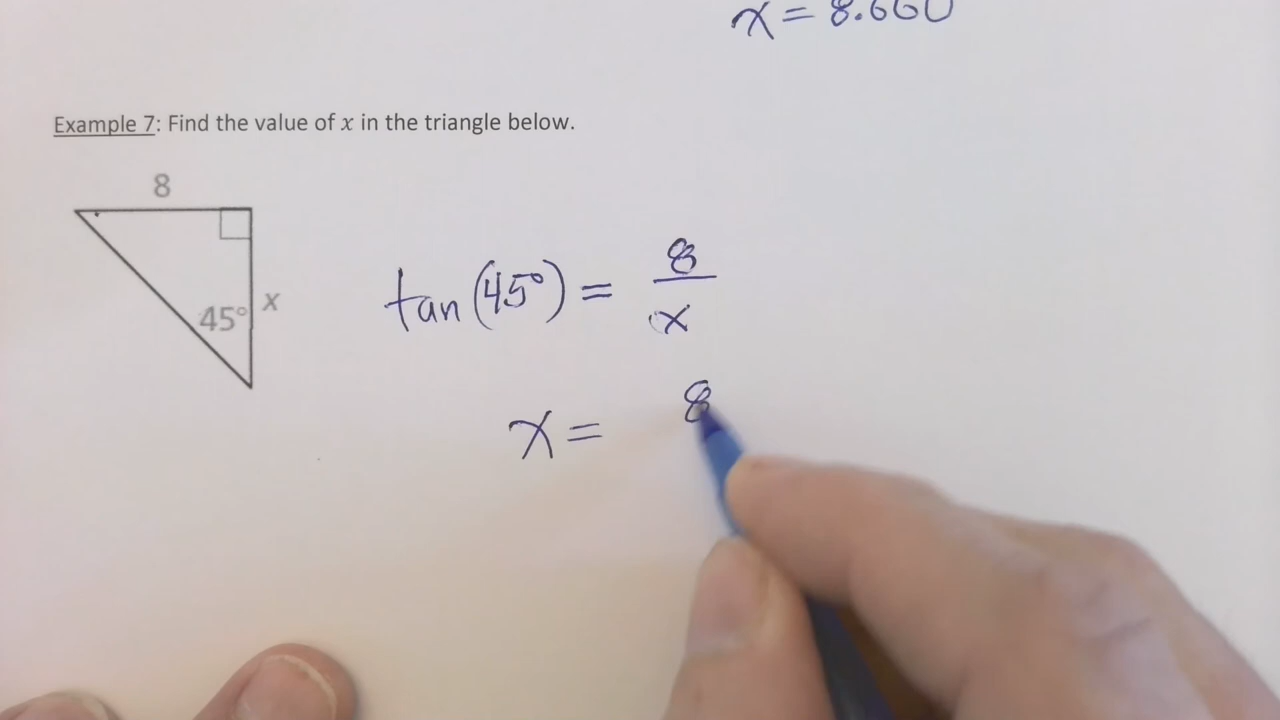 x = 8.660
Example 7: Find the value of x in the triangle below.
8
45°
x
tan(45°) = 8/x
x = 8